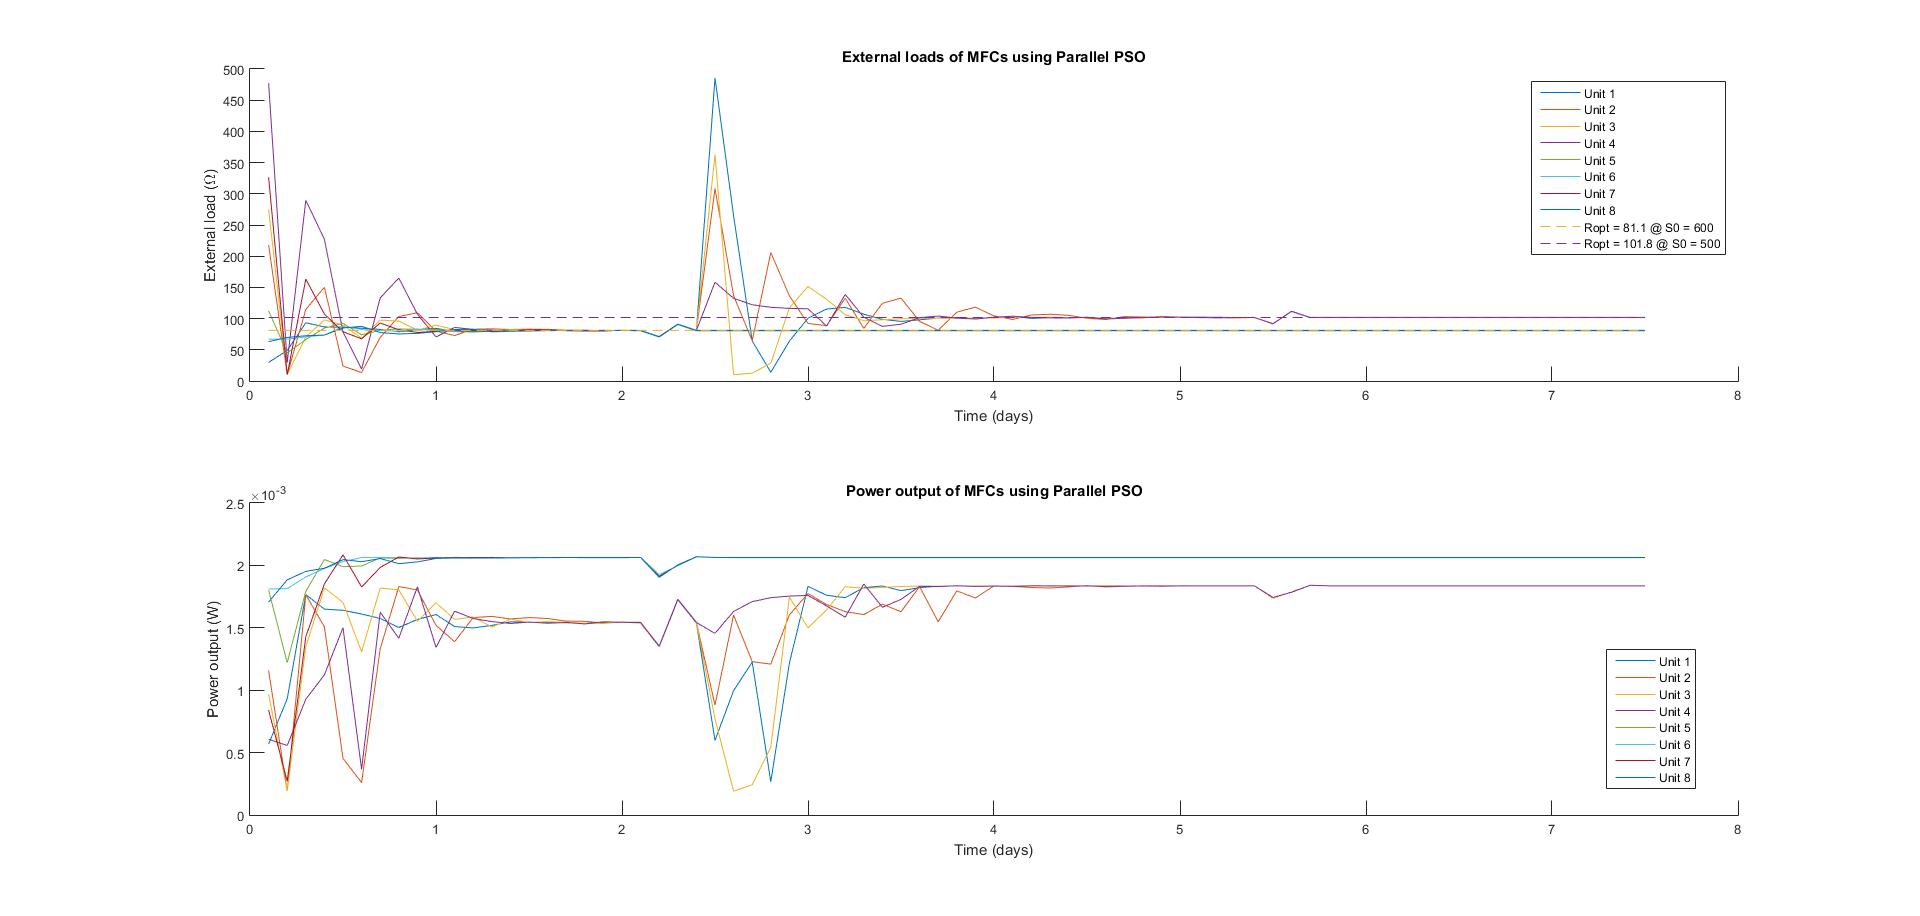 External loads of MFCs using Parallel PSO
500
450
400
350
300
250
200
150
100
50
0
External load (Ω)
0 1 2 3 4 5 6 7 8
Time (days)
Unit 1
Unit 2
Unit 3
Unit 4
Unit 5
Unit 6
Unit 7
Unit 8
Ropt = 81.1 @ S0 = 600
Ropt = 101.8 @ S0 = 500
Power output of MFCs using Parallel PSO
×10-3
2.5
2
1.5
1
0.5
0
Power output (W)
0 1 2 3 4 5 6 7 8
Time (days)
Unit 1
Unit 2
Unit 3
Unit 4
Unit 5
Unit 6
Unit 7
Unit 8